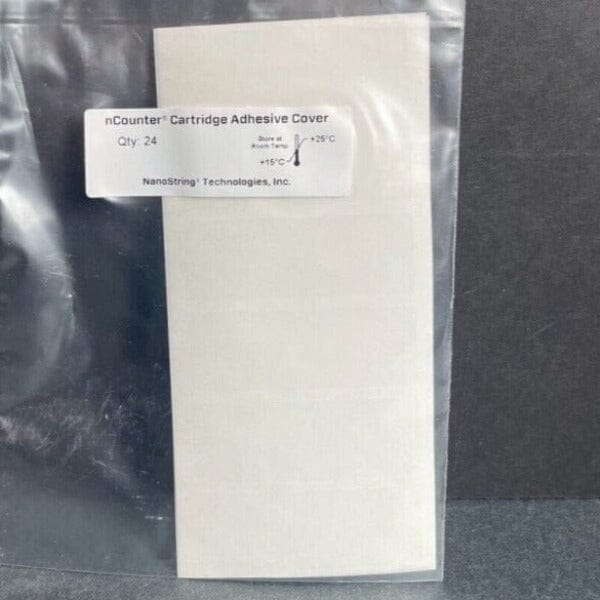 nCounter® Cartridge Adhesive Cover
Qty: 24
Store at
Room Temp
+25°C
+15°C
NanoString® Technologies, Inc.